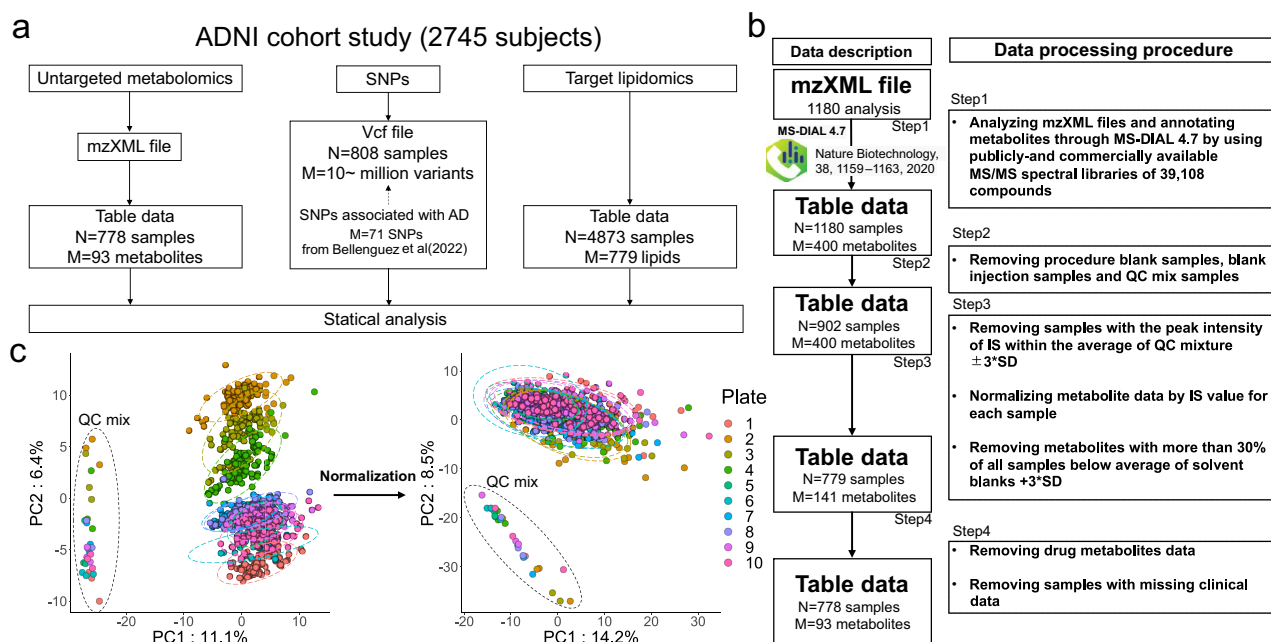 a
ADNI cohort study (2745 subjects)
Untargeted metabolomics
SNPs
Target lipidomics
mzXML file
Vcf file
N=808 samples
M=10~ million variants
SNPs associated with AD
M=71 SNPs
from Bellenguez et al(2022)
Table data
N=778 samples
M=93 metabolites
Table data
N=4873 samples
M=779 lipids
Statical analysis
b
Data description
Data processing procedure
mzXML file
1180 analysis
Step1
MS-DIAL 4.7
Nature Biotechnology,
38, 1159–1163, 2020
Table data
N=1180 samples
M=400 metabolites
Step2
Table data
N=902 samples
M=400 metabolites
Step3
Table data
N=779 samples
M=141 metabolites
Step4
Table data
N=778 samples
M=93 metabolites
Step1
• Analyzing mzXML files and annotating
metabolites through MS-DIAL 4.7 by using
publicly-and commercially available
MS/MS spectral libraries of 39,108
compounds
Step2
• Removing procedure blank samples, blank
injection samples and QC mix samples
Step3
• Removing samples with the peak intensity
of IS within the average of QC mixture
±3*SD
• Normalizing metabolite data by IS value for
each sample
• Removing metabolites with more than 30%
of all samples below average of solvent
blanks +3*SD
Step4
• Removing drug metabolites data
• Removing samples with missing clinical
data
c
QC mix
10
5
0
-5
-10
PC2 : 6.4%
-20
-10
0
10
PC1 : 11.1%
Normalization
10
0
-10
-20
-30
PC2 : 8.5%
QC mix
-20
-10
0
10
20
30
PC1 : 14.2%
Plate
1
2
3
4
5
6
7
8
9
10